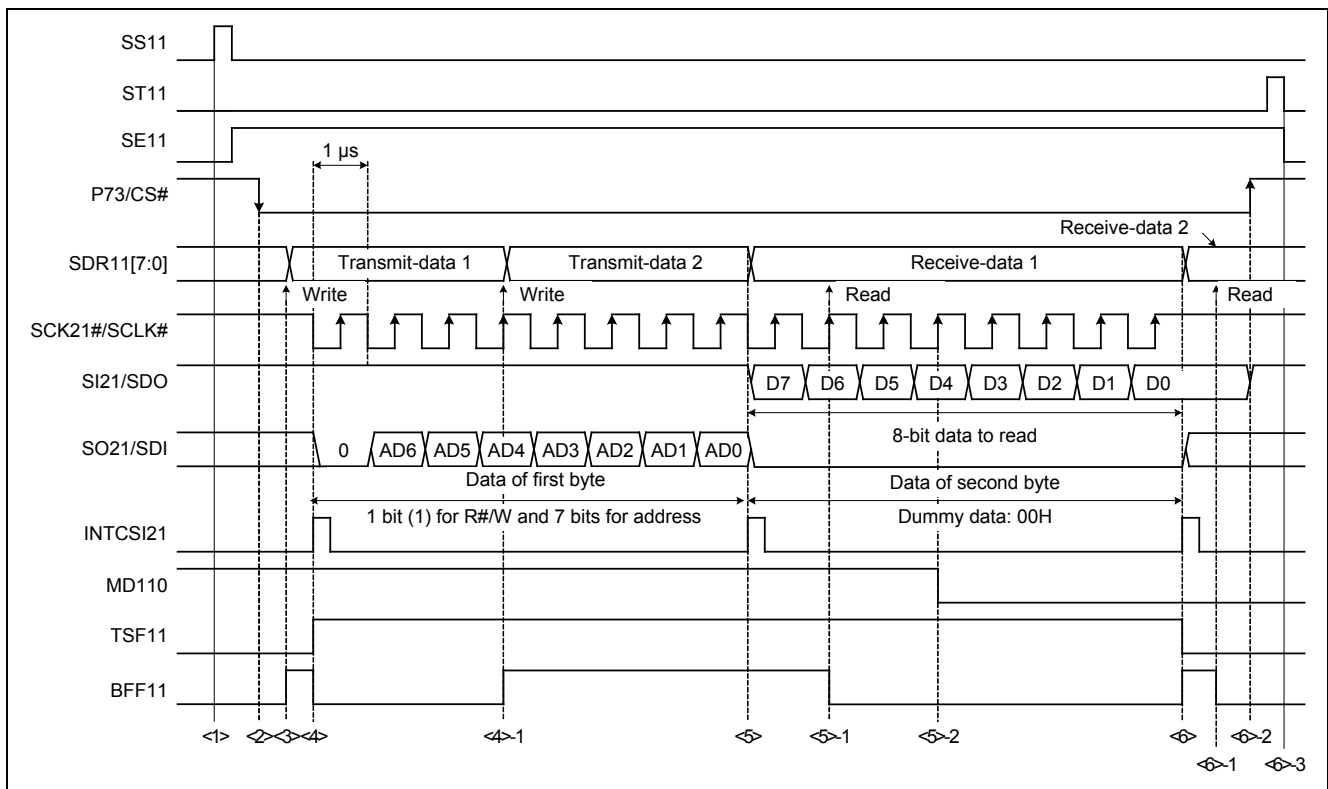 SS11
ST11
SE11
1 µs
P73/CS#
Receive-data 2
SDR11[7:0] Transmit-data 1 Transmit-data 2 Receive-data 1
Write Write Read Read
SCK21#/SCLK#
SI21/SDO D7 D6 D5 D4 D3 D2 D1 D0
8-bit data to read
SO21/SDI 0 AD6 AD5 AD4 AD3 AD2 AD1 AD0
Data of first byte Data of second byte
1 bit (1) for R#/W and 7 bits for address Dummy data: 00H
INTCSI21
MD110
TSF11
BFF11
<1> <2> <3> <4> <4>-1 <5> <5>-1 <5>-2 <6> <6>-2
<6>-1 <6>-3